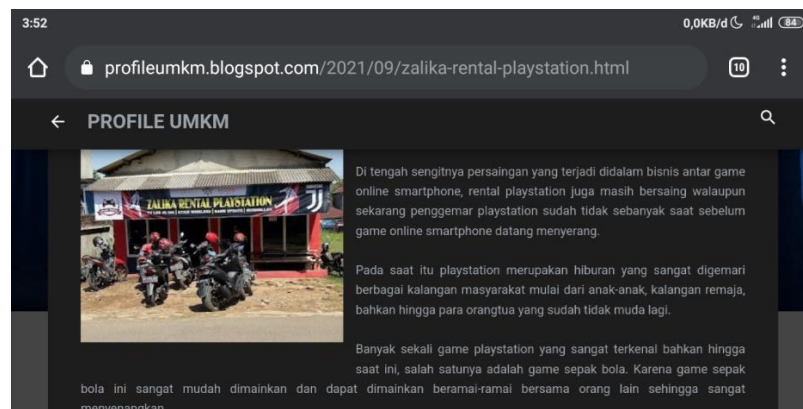 3:52
0,0KB/d 4G 84
profileumkm.blogspot.com/2021/09/zalika-rental-playstation.html
10
PROFILE UMKM
ZALIKA RENTAL PLAYSTATION
Di tengah sengitnya persaingan yang terjadi didalam bisnis antar game
online smartphone, rental playstation juga masih bersaing walaupun
sekarang penggemar playstation sudah tidak sebanyak saat sebelum
game online smartphone datang menyerang.
Pada saat itu playstation merupakan hiburan yang sangat digemari
berbagai kalangan masyarakat mulai dari anak-anak, kalangan remaja,
bahkan hingga para orangtua yang sudah tidak muda lagi.
Banyak sekali game playstation yang sangat terkenal bahkan hingga
saat ini, salah satunya adalah game sepak bola. Karena game sepak
bola ini sangat mudah dimainkan dan dapat dimainkan beramai-ramai bersama orang lain sehingga sangat
menyenangkan